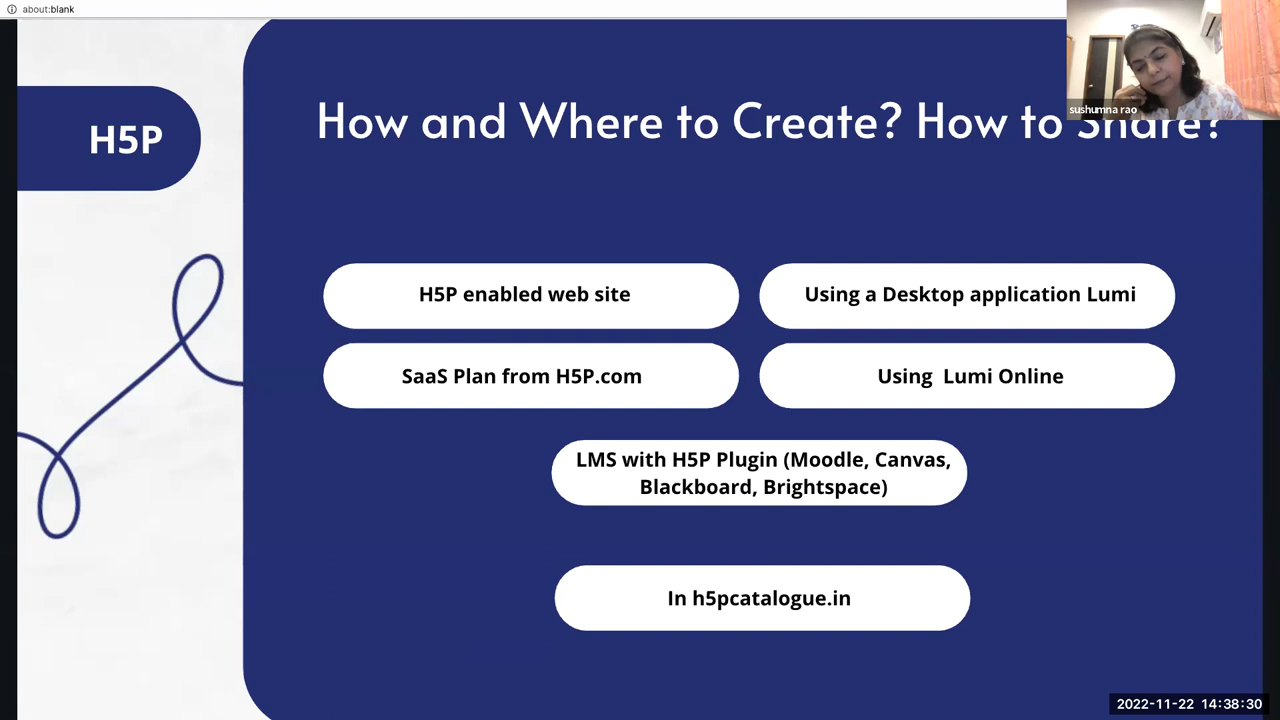 about:blank
H5P
How and Where to Create? How to Share?
sushumna rao
H5P enabled web site
Using a Desktop application Lumi
SaaS Plan from H5P.com
Using Lumi Online
LMS with H5P Plugin (Moodle, Canvas,
Blackboard, Brightspace)
In h5pcatalogue.in
2022-11-22 14:38:30